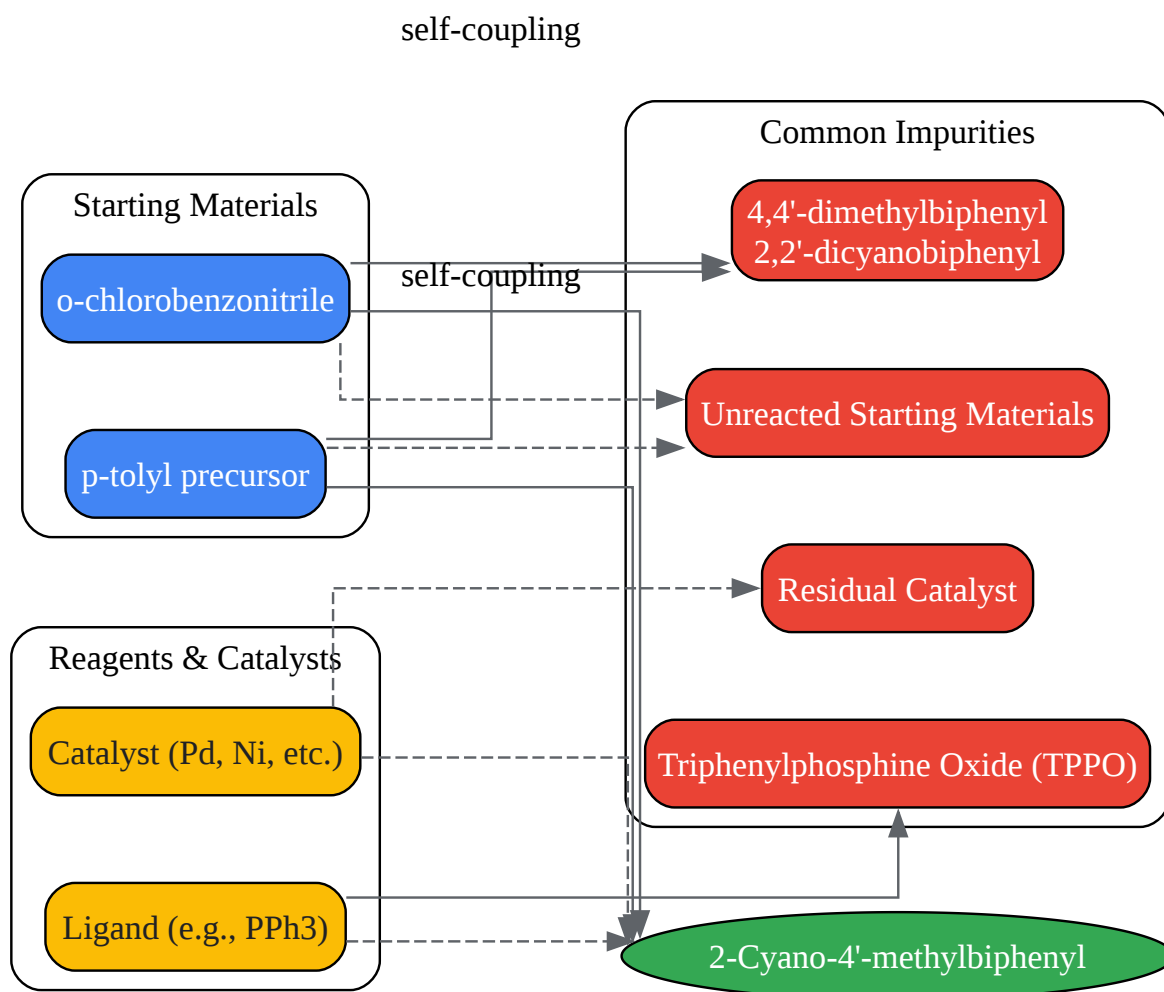 self-coupling
Common Impurities
Starting Materials
4,4'-dimethylbiphenyl
2,2'-dicyanobiphenyl
self-coupling
o-chlorobenzonitrile
Unreacted Starting Materials
p-tolyl precursor
Residual Catalyst
Reagents & Catalysts
Catalyst (Pd, Ni, etc.)
Triphenylphosphine Oxide (TPPO)
Ligand (e.g., PPh3)
2-Cyano-4'-methylbiphenyl